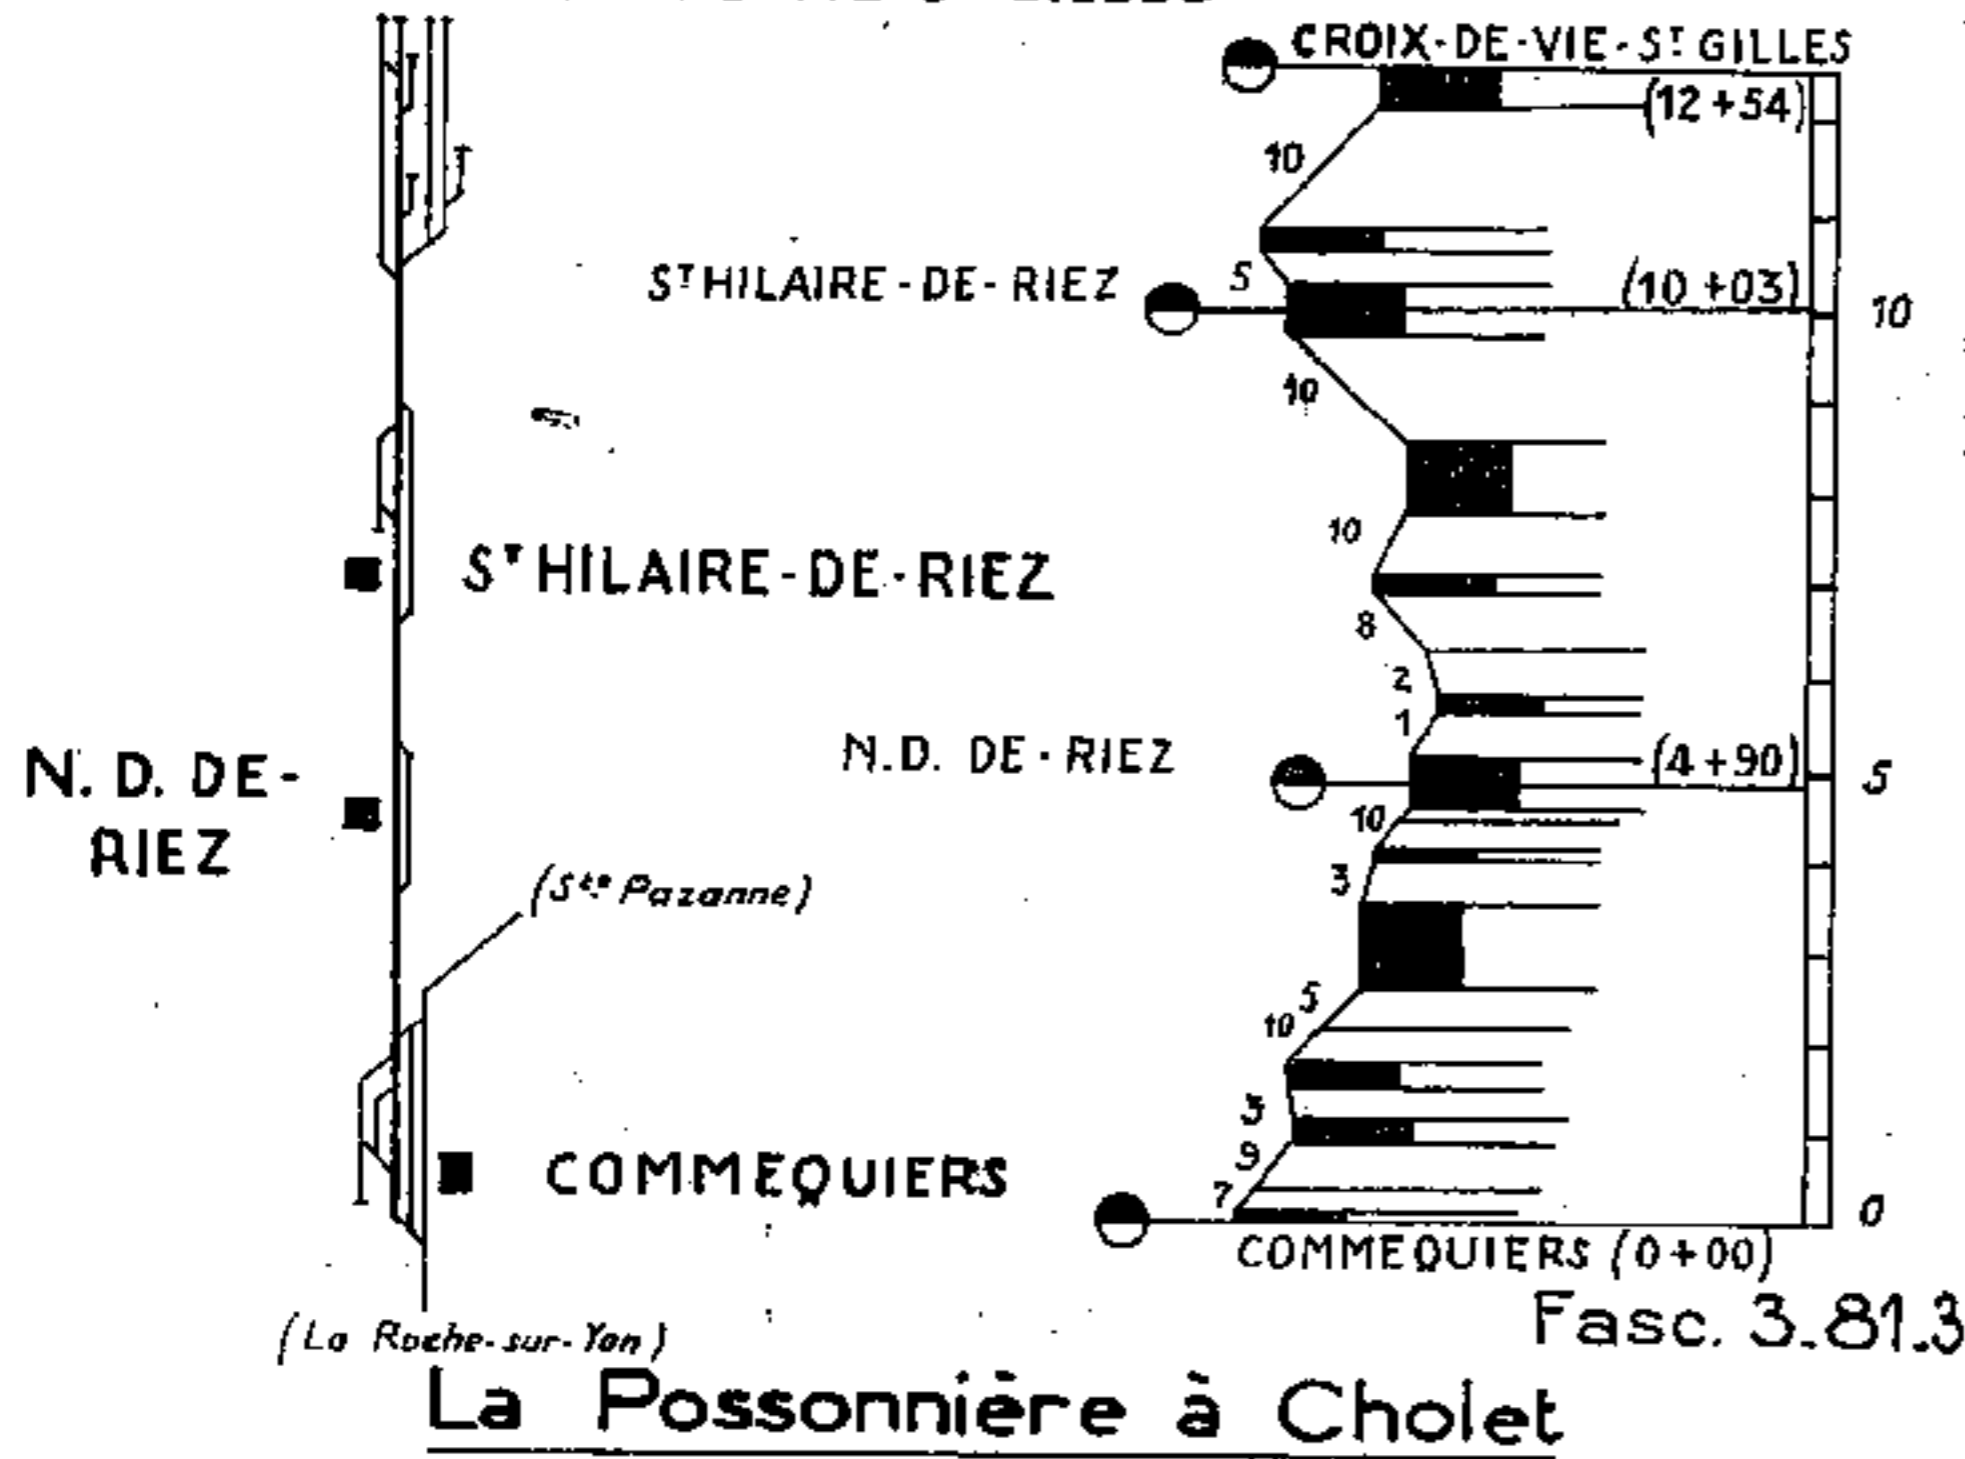 CROIX-DE-VIE-Sᵀ GILLES
(12+54)
10
Sᵀ HILAIRE-DE-RIEZ
5
(10+03)
10
10
10
Sᵀ HILAIRE-DE-RIEZ
8
2
1
N.D. DE-RIEZ
(4+90)
5
N. D. DE-
RIEZ
10
3
(Sᵗᵉ Pazanne)
5
10
3
9
COMMEQUIERS
7
0
COMMEQUIERS (0+00)
Fasc. 3.81.3
(La Roche-sur-Yon)
La Possonnière à Cholet